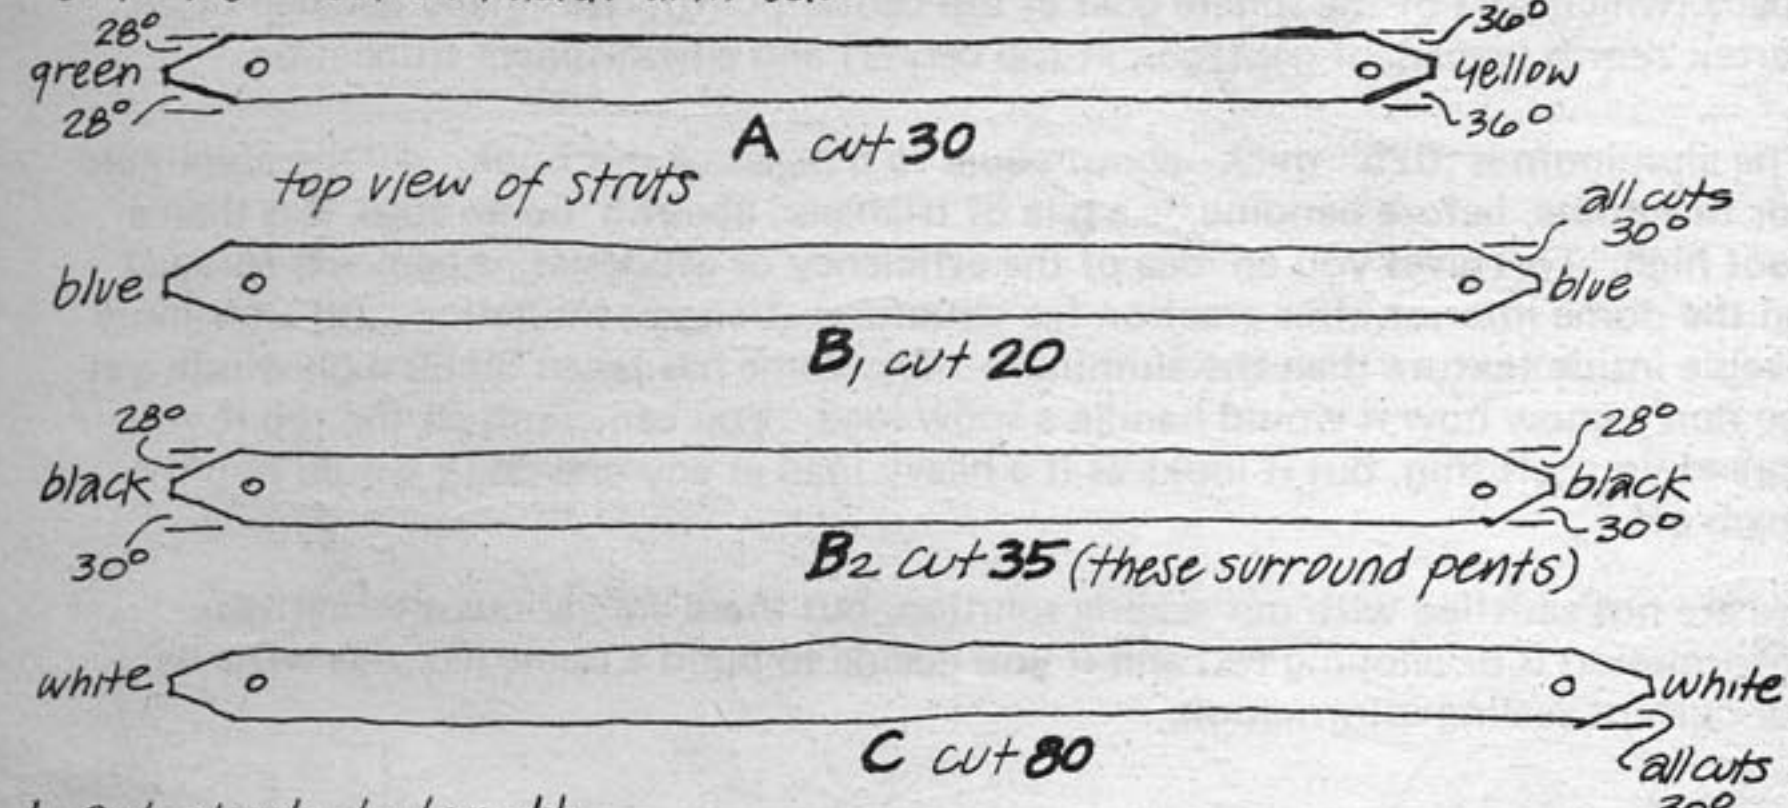 28°
36°
green
yellow
28°
36°
A cut 30
top view of struts
all cuts
30°
blue
blue
B1 cut 20
28°
28°
black
black
30°
30°
B2 cut 35 (these surround pents)
white
white
C cut 80
all cuts